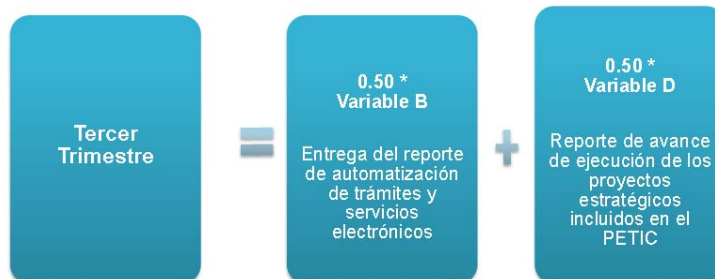 Tercer
Trimestre
=
0.50 *
Variable B
Entrega del reporte
de automatización
de trámites y
servicios
electrónicos
+
0.50 *
Variable D
Reporte de avance
de ejecución de los
proyectos
estratégicos
incluidos en el
PETIC